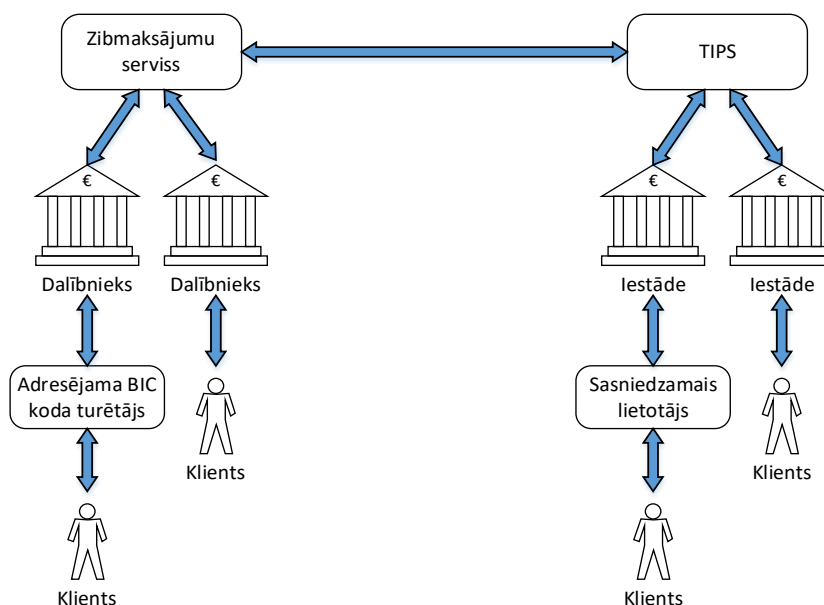 Zibmaksājumu
serviss
TIPS
€
€
€
€
Dalībnieks
Dalībnieks
Iestāde
Iestāde
Adresējama BIC
koda turētājs
Sasniedzamais
lietotājs
Klients
Klients
Klients
Klients